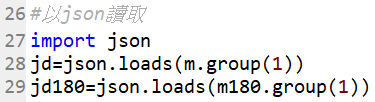 26 #以json讀取
27 import json
28 jd=json.loads(m.group(1))
29 jd180=json.loads(m180.group(1))